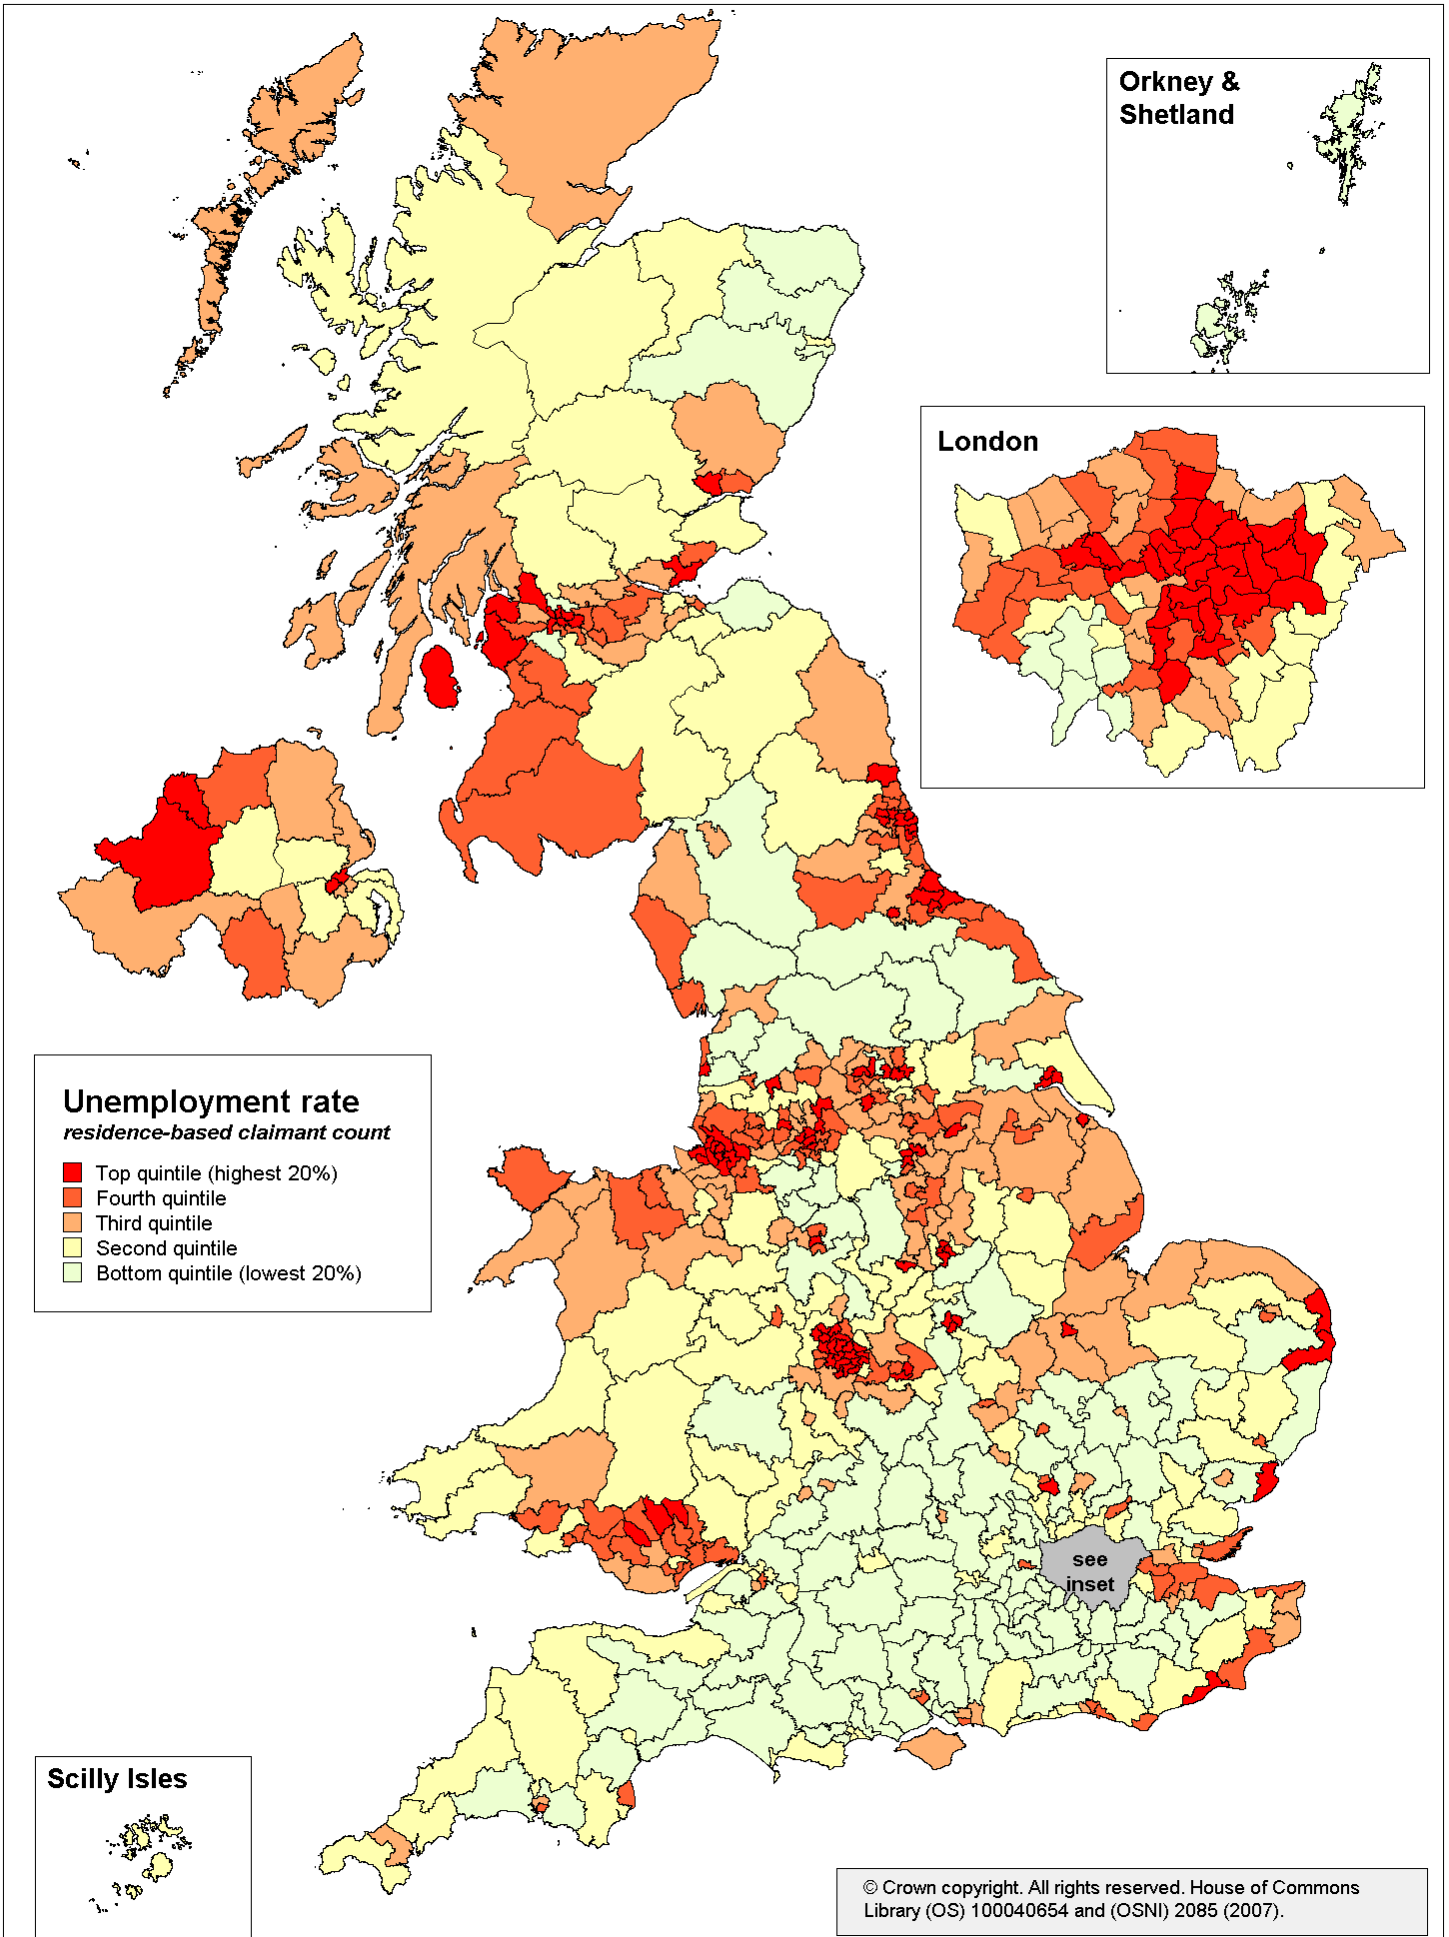 Orkney &
Shetland
London
Unemployment rate
residence-based claimant count
Top quintile (highest 20%)
Fourth quintile
Third quintile
Second quintile
Bottom quintile (lowest 20%)
see
inset
Scilly Isles
© Crown copyright. All rights reserved. House of Commons
Library (OS) 100040654 and (OSNI) 2085 (2007).